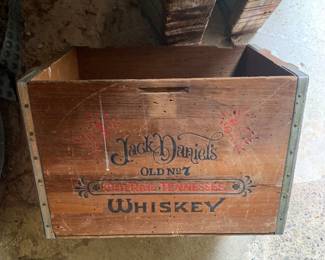 Jack Daniel's
OLD No 7
TENNESSEE
WHISKEY